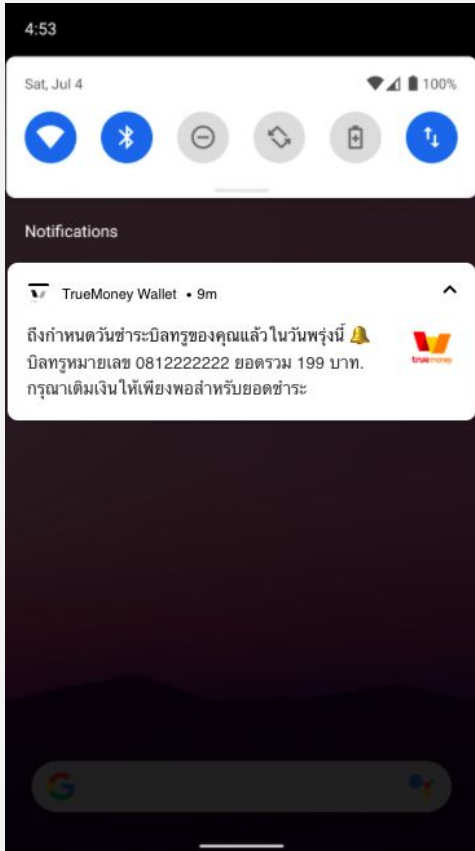 4:53
Sat, Jul 4
100%
Notifications
TrueMoney Wallet • 9m
ถึงกำหนดวันชำระบิลทรูของคุณแล้ว ในวันพรุ่งนี้ 🔔
บิลทรูหมายเลข 0812222222 ยอดรวม 199 บาท.
กรุณาเติมเงินให้เพียงพอสำหรับยอดชำระ
truemoney